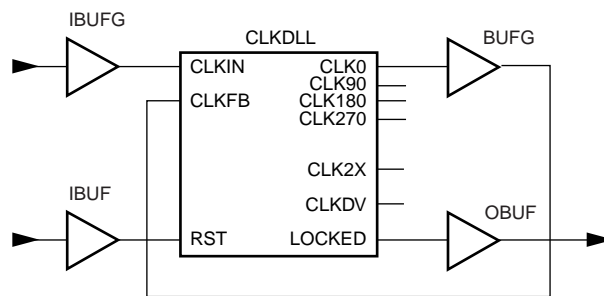 IBUFG
CLKDLL
BUFG
CLKIN
CLK0
CLK90
CLKFB
CLK180
CLK270
CLK2X
IBUF
CLKDV
OBUF
RST
LOCKED